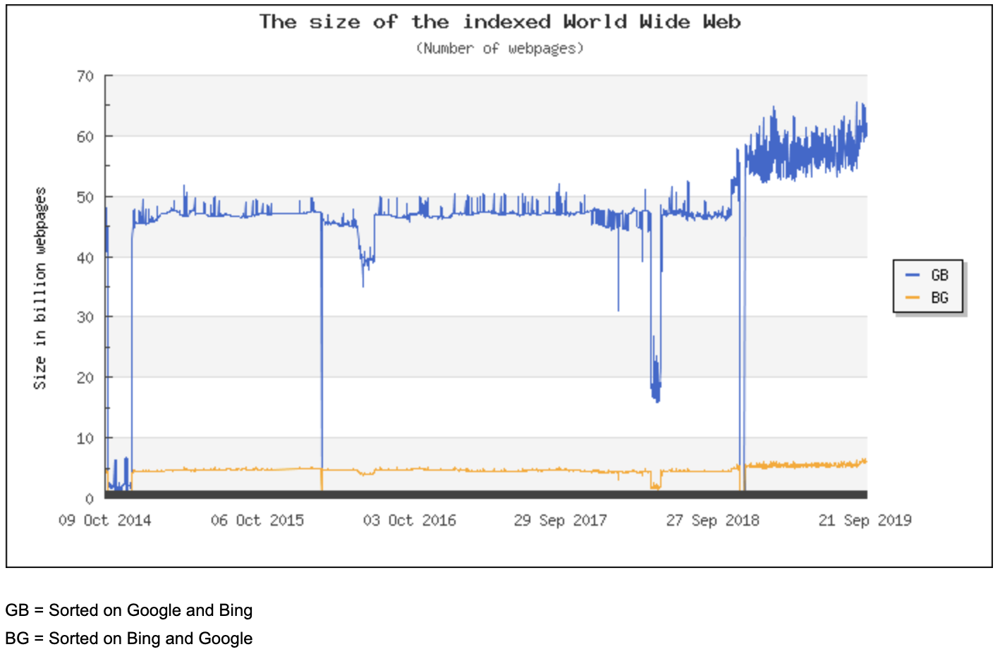 The size of the indexed World Wide Web
(Number of webpages)
Size in billion webpages
70
60
50
40
30
20
10
0
09 Oct 2014 06 Oct 2015 03 Oct 2016 29 Sep 2017 27 Sep 2018 21 Sep 2019
GB
BG
GB = Sorted on Google and Bing
BG = Sorted on Bing and Google